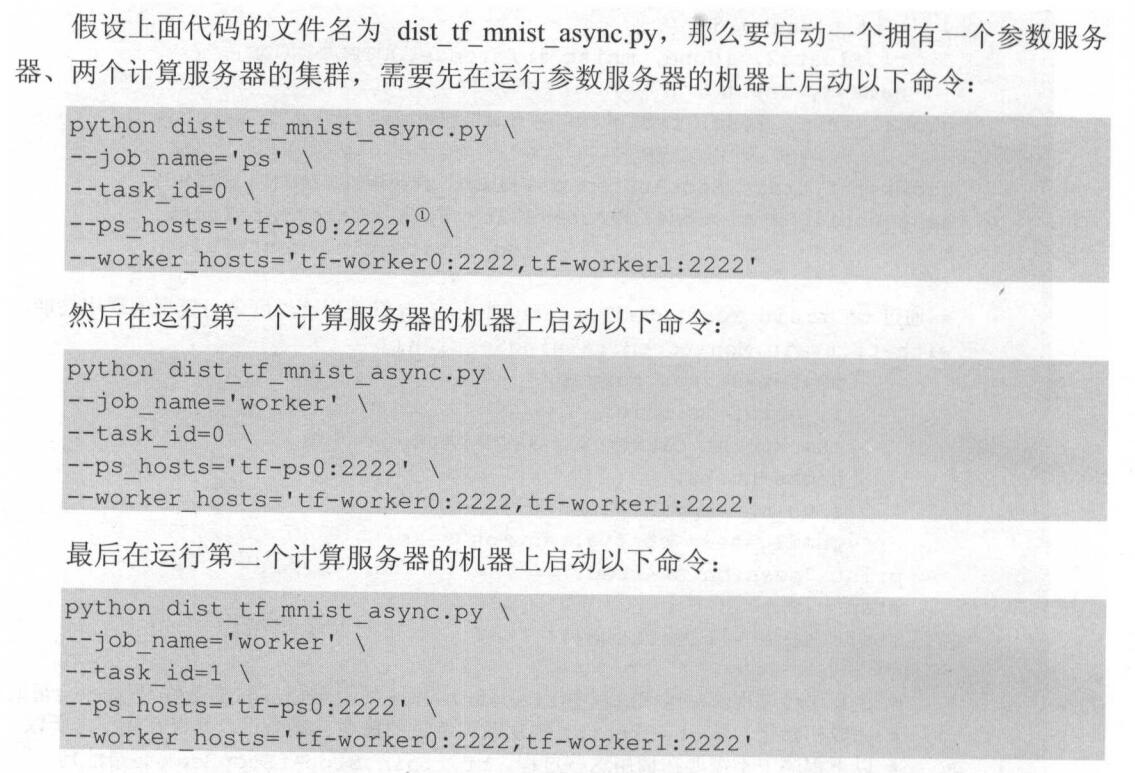 假设上面代码的文件名为 dist_tf_mnist_async.py，那么要启动一个拥有一个参数服务
器、两个计算服务器的集群，需要先在运行参数服务器的机器上启动以下命令：
python dist_tf_mnist_async.py \
--job_name='ps' \
--task_id=0 \
--ps_hosts='tf-ps0:2222'① \
--worker_hosts='tf-worker0:2222,tf-worker1:2222'
然后在运行第一个计算服务器的机器上启动以下命令：
python dist_tf_mnist_async.py \
--job_name='worker' \
--task_id=0 \
--ps_hosts='tf-ps0:2222' \
--worker_hosts='tf-worker0:2222,tf-worker1:2222'
最后在运行第二个计算服务器的机器上启动以下命令：
python dist_tf_mnist_async.py \
--job_name='worker' \
--task_id=1 \
--ps_hosts='tf-ps0:2222' \
--worker_hosts='tf-worker0:2222,tf-worker1:2222'